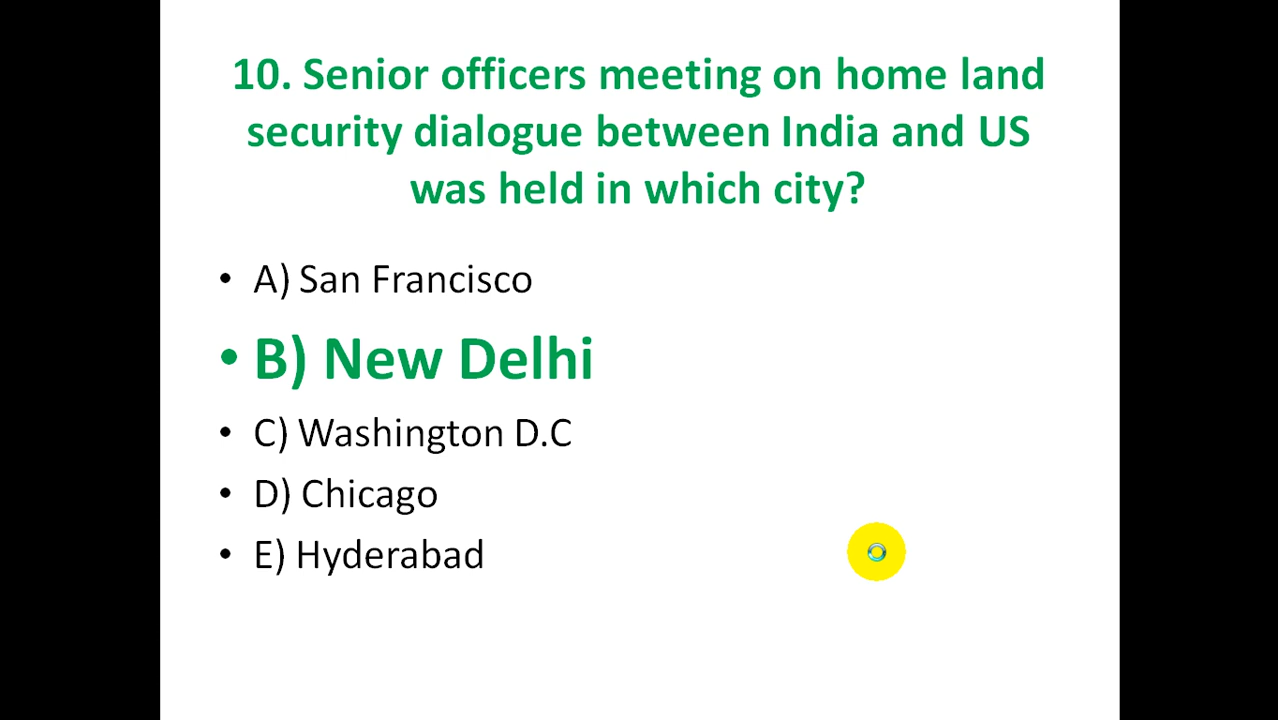 10. Senior officers meeting on home land
security dialogue between India and US
was held in which city?
• A) San Francisco
• B) New Delhi
• C) Washington D.C
• D) Chicago
• E) Hyderabad